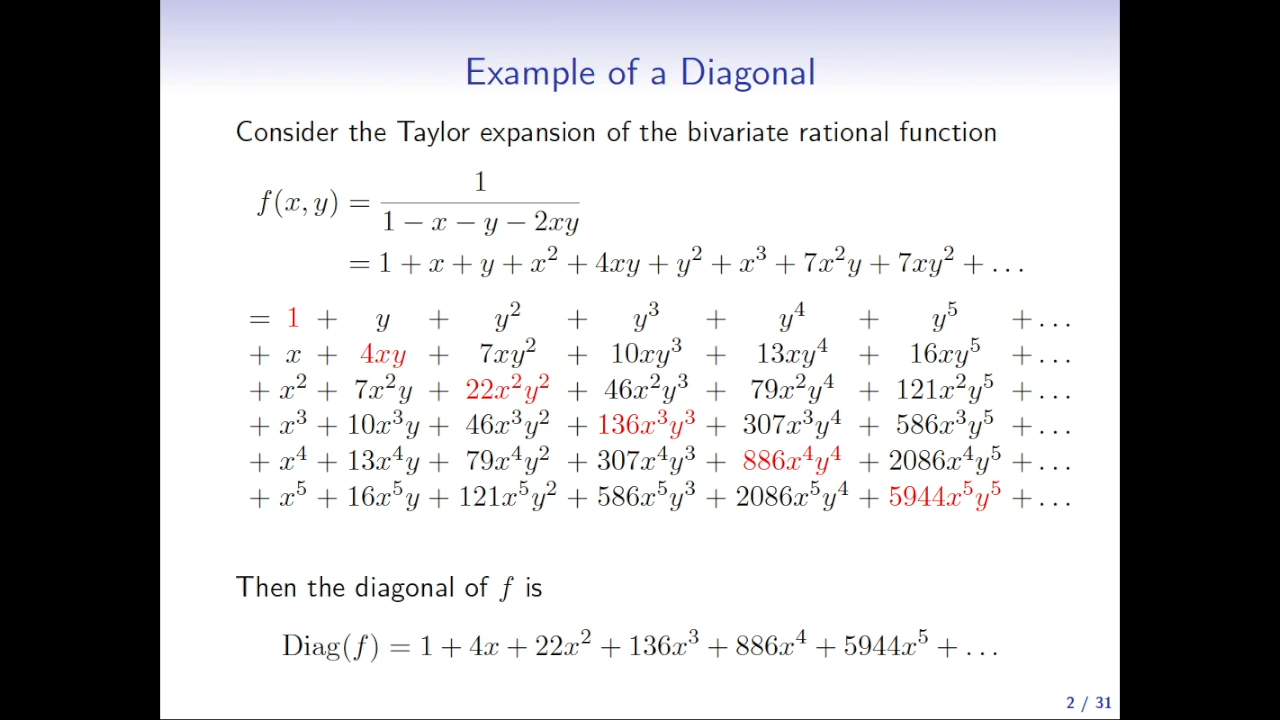 Example of a Diagonal
Consider the Taylor expansion of the bivariate rational function
f(x, y) = 1 / (1 − x − y − 2xy)
= 1 + x + y + x² + 4xy + y² + x³ + 7x²y + 7xy² + . . .
= 1 + y + y² + y³ + y⁴ + y⁵ + . . .
+ x + 4xy + 7xy² + 10xy³ + 13xy⁴ + 16xy⁵ + . . .
+ x² + 7x²y + 22x²y² + 46x²y³ + 79x²y⁴ + 121x²y⁵ + . . .
+ x³ + 10x³y + 46x³y² + 136x³y³ + 307x³y⁴ + 586x³y⁵ + . . .
+ x⁴ + 13x⁴y + 79x⁴y² + 307x⁴y³ + 886x⁴y⁴ + 2086x⁴y⁵ + . . .
+ x⁵ + 16x⁵y + 121x⁵y² + 586x⁵y³ + 2086x⁵y⁴ + 5944x⁵y⁵ + . . .
Then the diagonal of f is
Diag(f) = 1 + 4x + 22x² + 136x³ + 886x⁴ + 5944x⁵ + . . .
2 / 31